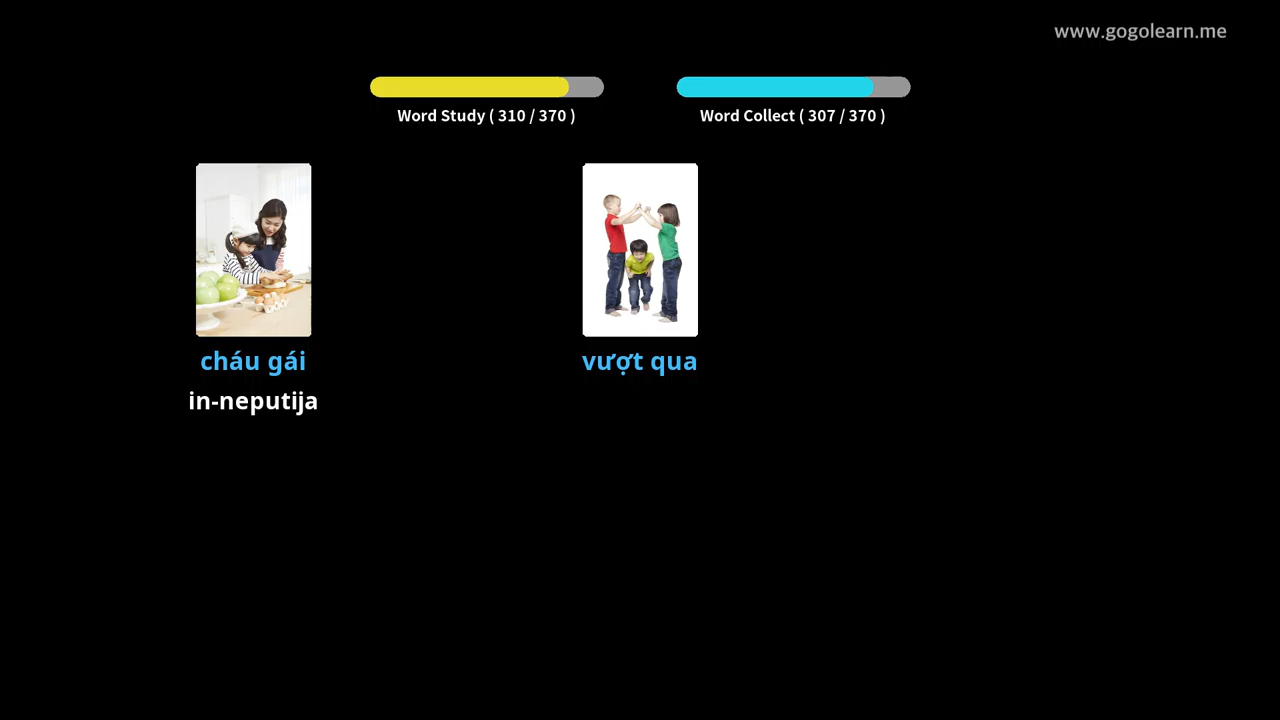 www.gogolearn.me
Word Study ( 310 / 370 )
Word Collect ( 307 / 370 )
cháu gái
in-neputija
vượt qua